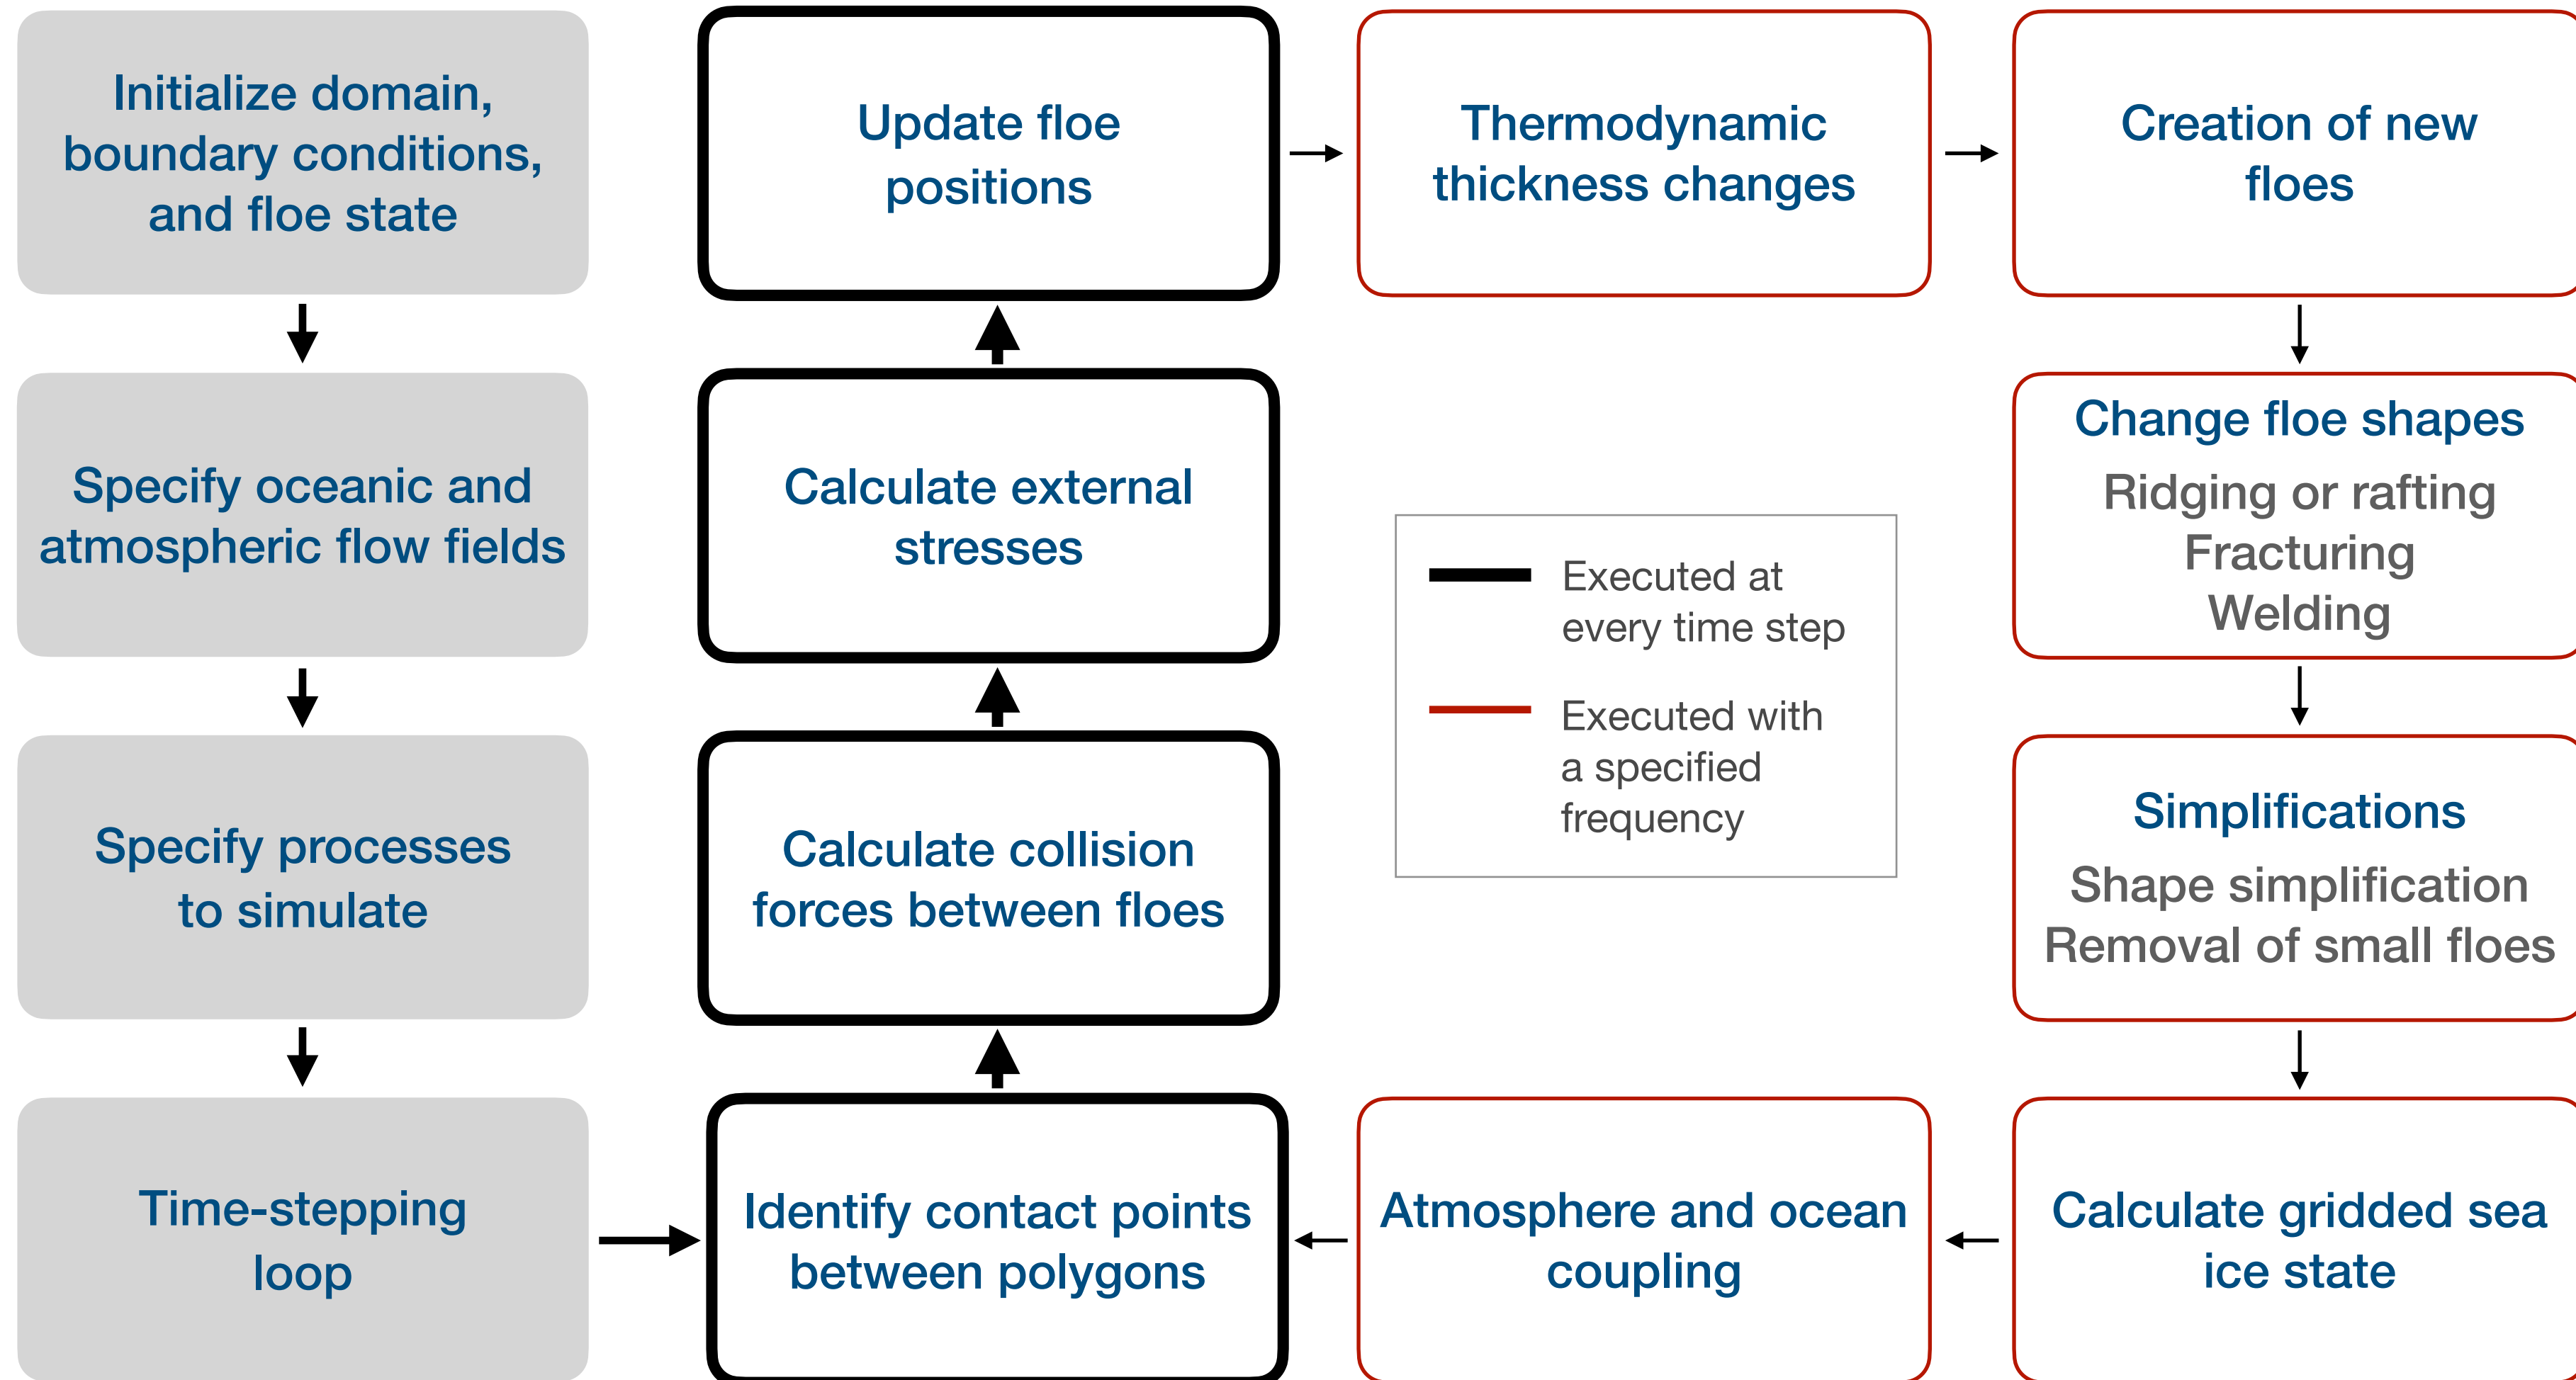 Initialize domain,
boundary conditions,
and floe state
Specify oceanic and
atmospheric flow fields
Specify processes
to simulate
Time-stepping
loop
Update floe
positions
Calculate external
stresses
Calculate collision
forces between floes
Identify contact points
between polygons
Thermodynamic
thickness changes
Executed at
every time step
Executed with
a specified
frequency
Atmosphere and ocean
coupling
Creation of new
floes
Change floe shapes
Ridging or rafting
Fracturing
Welding
Simplifications
Shape simplification
Removal of small floes
Calculate gridded sea
ice state